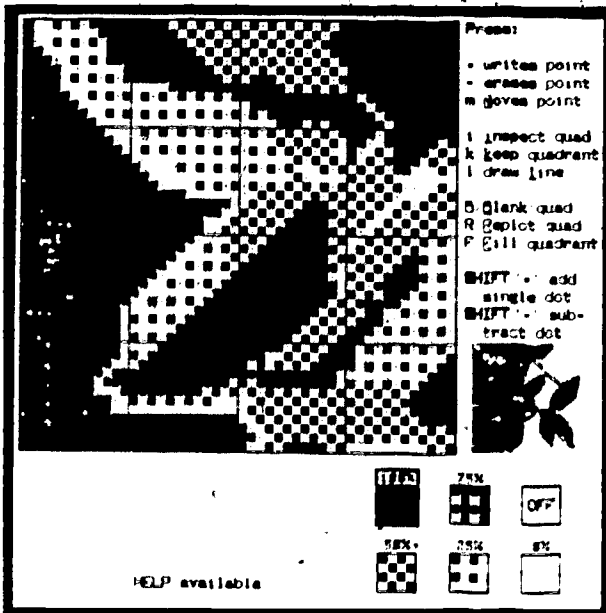 Press:
+ writes point
- erases point
m moves point
i inspect quad
k keep quadrant
l draw line
B Blank quad
R Depict quad
F Fill quadrant
SHIFT '+' add
single dot
SHIFT '-' sub-
tract dot
75%
OFF
50%+
25%
0%
HELP available